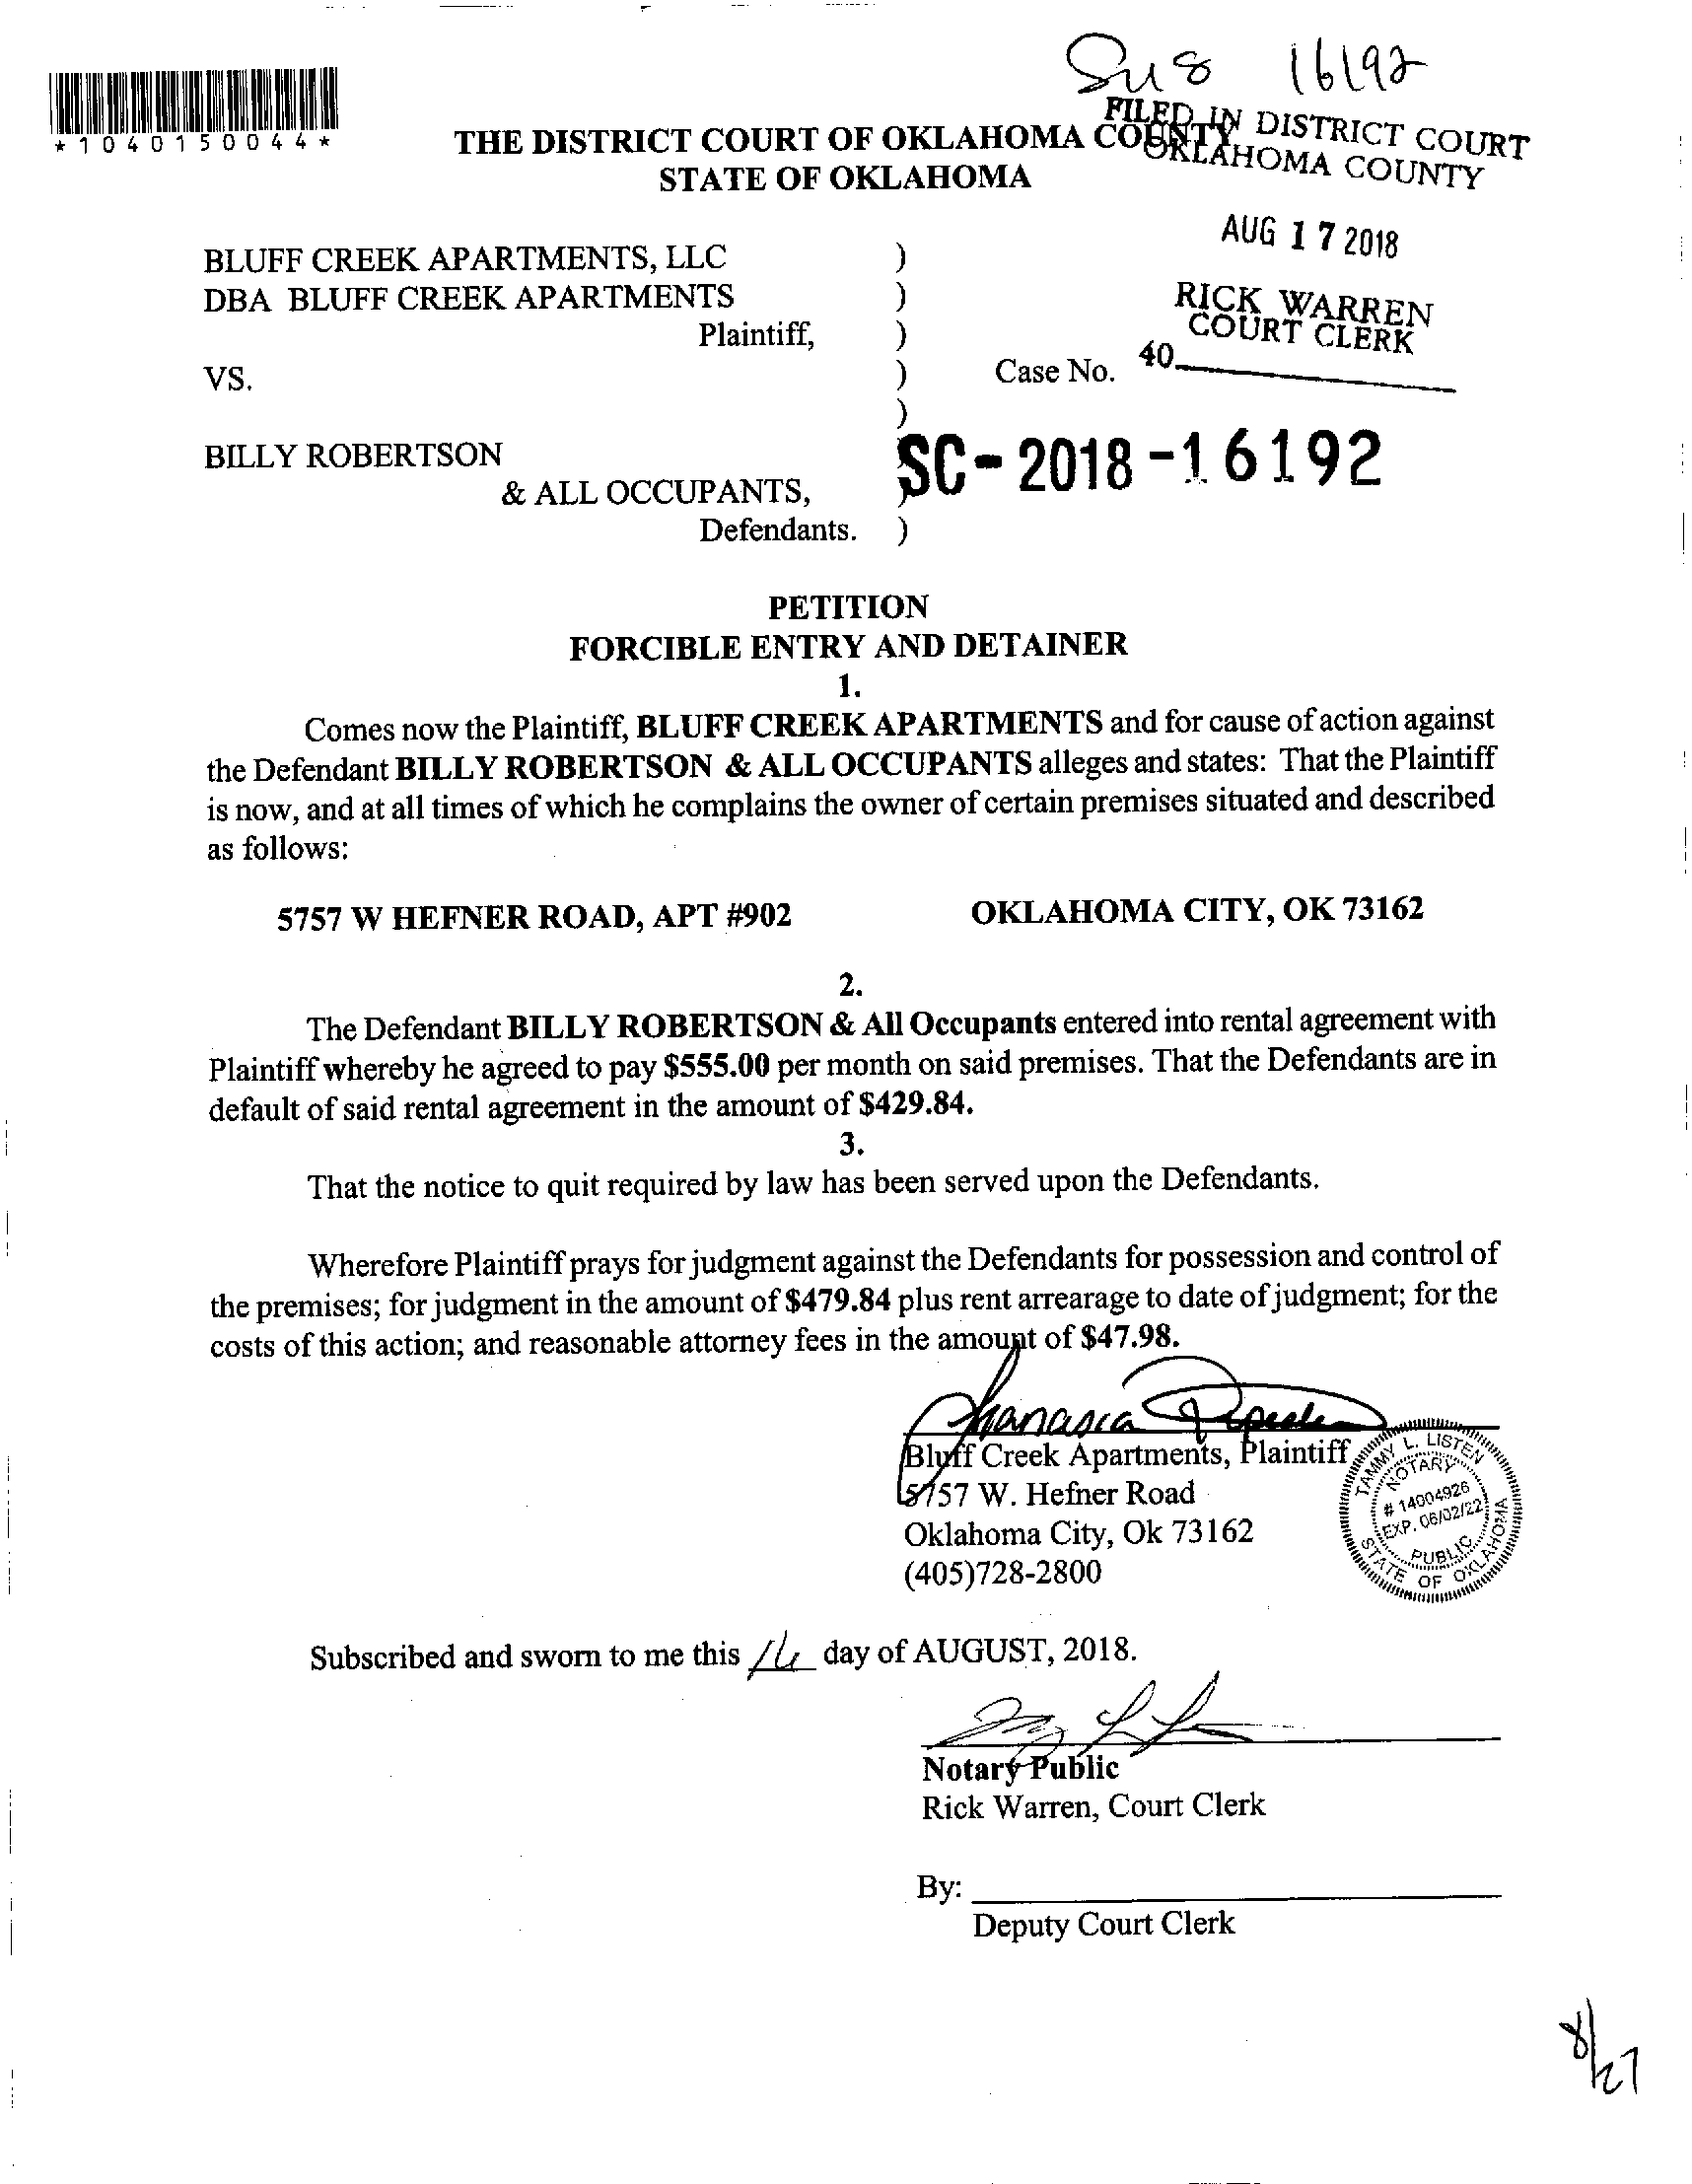 Su8 16192
*1040150044*
FILED IN DISTRICT COURT
OKLAHOMA COUNTY
THE DISTRICT COURT OF OKLAHOMA COUNTY
STATE OF OKLAHOMA
AUG 17 2018
RICK WARREN
COURT CLERK
40
BLUFF CREEK APARTMENTS, LLC )
DBA BLUFF CREEK APARTMENTS )
Plaintiff, )
VS. ) Case No.
)
BILLY ROBERTSON SC-2018-16192
& ALL OCCUPANTS, )
Defendants. )
PETITION
FORCIBLE ENTRY AND DETAINER
1.
Comes now the Plaintiff, BLUFF CREEK APARTMENTS and for cause of action against
the Defendant BILLY ROBERTSON & ALL OCCUPANTS alleges and states: That the Plaintiff
is now, and at all times of which he complains the owner of certain premises situated and described
as follows:
5757 W HEFNER ROAD, APT #902 OKLAHOMA CITY, OK 73162
2.
The Defendant BILLY ROBERTSON & All Occupants entered into rental agreement with
Plaintiff whereby he agreed to pay $555.00 per month on said premises. That the Defendants are in
default of said rental agreement in the amount of $429.84.
3.
That the notice to quit required by law has been served upon the Defendants.
Wherefore Plaintiff prays for judgment against the Defendants for possession and control of
the premises; for judgment in the amount of $479.84 plus rent arrearage to date of judgment; for the
costs of this action; and reasonable attorney fees in the amount of $47.98.
Bluff Creek Apartments, Plaintiff
5757 W. Hefner Road
Oklahoma City, Ok 73162
(405)728-2800
TAMMY L. LISTEN
NOTARY
# 14004926
EXP. 06/02/22
PUBLIC
STATE OF OKLAHOMA
Subscribed and sworn to me this day of AUGUST, 2018.
Notary Public
Rick Warren, Court Clerk
By:
Deputy Court Clerk
8/27